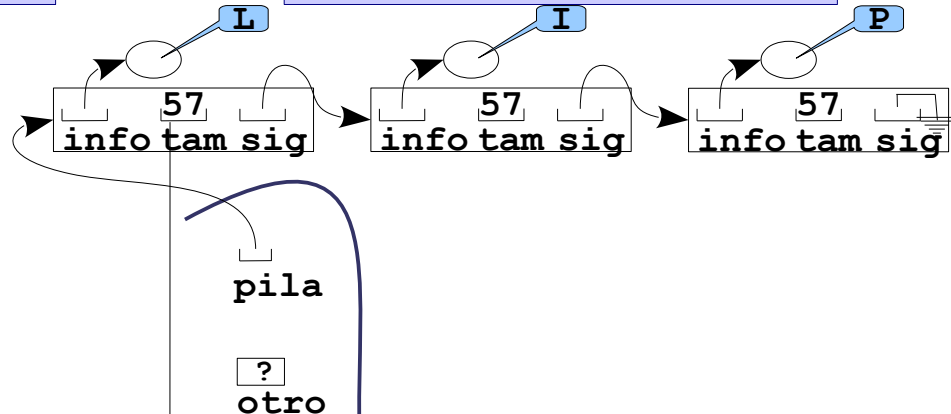 L I P
57 57 57
info tam sig info tam sig info tam sig
pila
?
otro